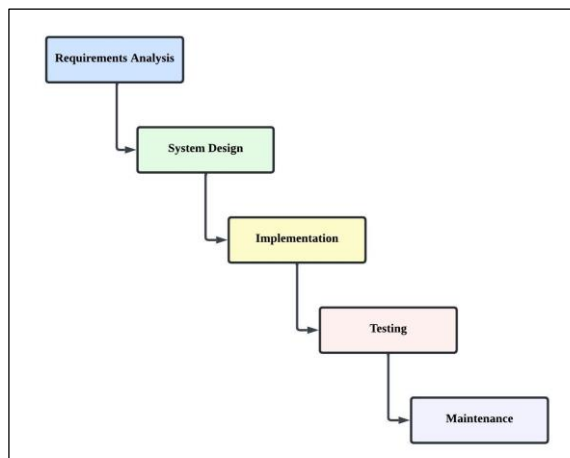 Requirements Analysis
System Design
Implementation
Testing
Maintenance